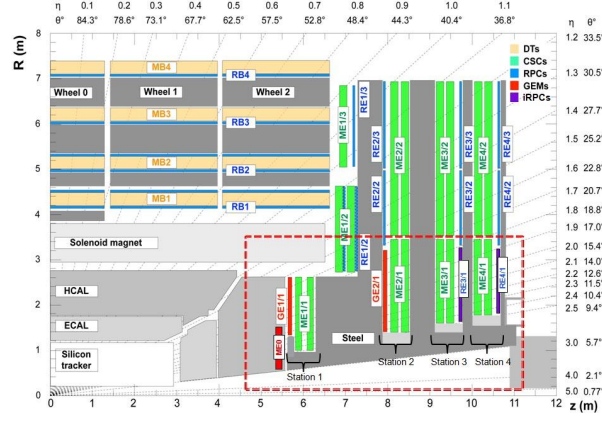 η 0.1 0.2 0.3 0.4 0.5 0.6 0.7 0.8 0.9 1.0 1.1
θ° 84.3° 78.6° 73.1° 67.7° 62.5° 57.5° 52.8° 48.4° 44.3° 40.4° 36.8° η θ°
R (m)
8
7
6
5
4
3
2
1
0
1.2 33.5°
1.3 30.5°
1.4 27.7°
1.5 25.2°
1.6 22.8°
1.7 20.7°
1.8 18.8°
1.9 17.0°
2.0 15.4°
2.1 14.0°
2.2 12.6°
2.3 11.5°
2.4 10.4°
2.5 9.4°
3.0 5.7°
4.0 2.1°
5.0 0.77°
DTs
CSCs
RPCs
GEMs
iRPCs
MB4
RB4
Wheel 0 Wheel 1 Wheel 2
MB3
RB3
MB2
RB2
MB1
RB1
Solenoid magnet
HCAL
ECAL
Silicon
tracker
Steel
ME1/3
RE1/3
ME1/2
RE1/2
RE2/3
RE2/2
ME2/2
GE2/1
ME2/1
ME3/2
RE3/3
RE3/2
ME3/1
RE3/1
ME4/2
RE4/3
RE4/2
ME4/1
RE4/1
GE1/1
ME1/1
ME0
Station 1
Station 2
Station 3
Station 4
0 1 2 3 4 5 6 7 8 9 10 11 12 z (m)